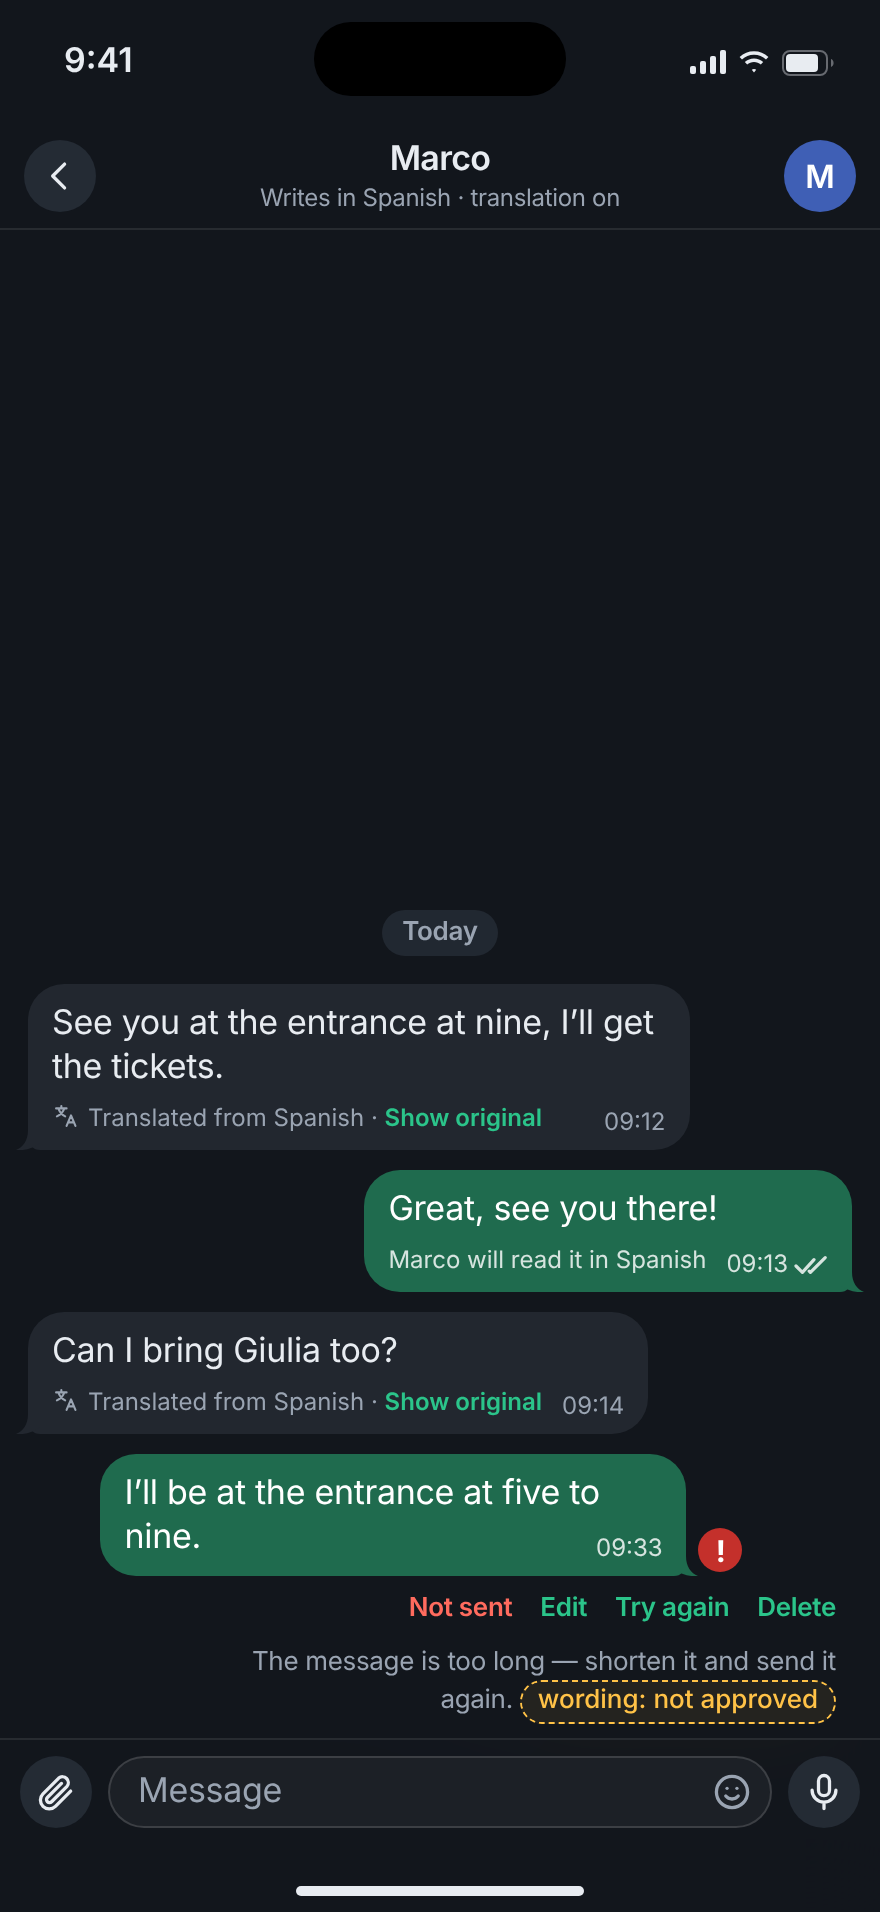 9:41
Marco
Writes in Spanish · translation on
M
Today
See you at the entrance at nine, I’ll get
the tickets.
Translated from Spanish · Show original 09:12
Great, see you there!
Marco will read it in Spanish 09:13
Can I bring Giulia too?
Translated from Spanish · Show original 09:14
I’ll be at the entrance at five to
nine. 09:33
Not sent Edit Try again Delete
The message is too long — shorten it and send it
again. wording: not approved
Message